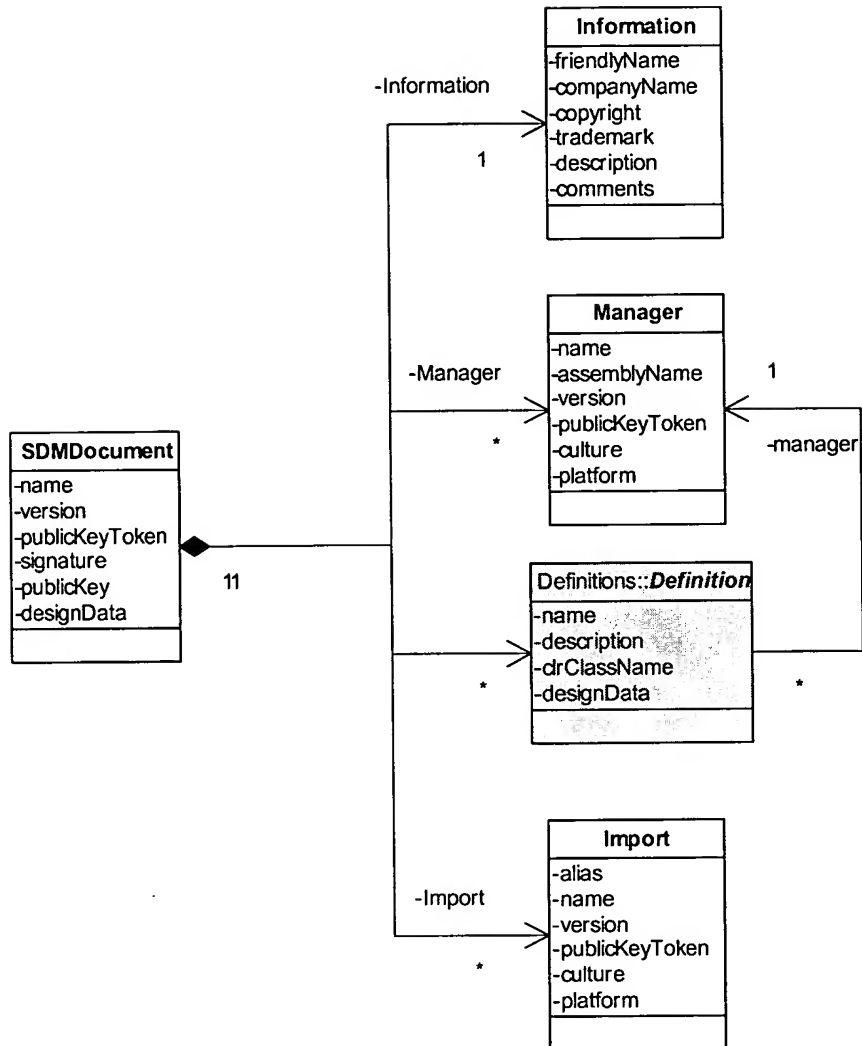 Information
-friendlyName
-companyName
-copyright
-trademark
-description
-comments
-Information
1
Manager
-name
-assemblyName
-version
-publicKeyToken
-culture
-platform
-Manager
*
1
-manager
SDMDocument
-name
-version
-publicKeyToken
-signature
-publicKey
-designData
11
Definitions::Definition
-name
-description
-clrClassName
-designData
*
*
Import
-alias
-name
-version
-publicKeyToken
-culture
-platform
-Import
*